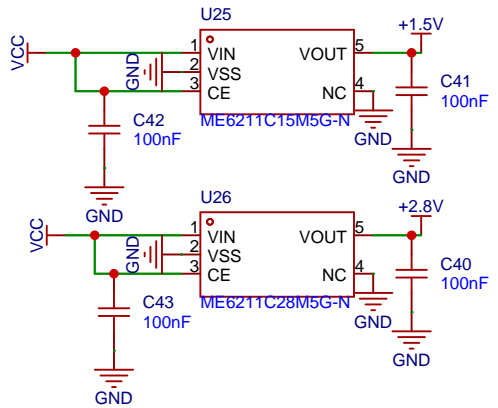 U25
+1.5V
VCC
GND
1
VIN
VOUT
5
2
VSS
3
CE
NC
4
C41
100nF
C42
100nF
ME6211C15M5G-N
GND
GND
GND
U26
+2.8V
VCC
GND
1
VIN
VOUT
5
2
VSS
3
CE
NC
4
C40
100nF
C43
100nF
ME6211C28M5G-N
GND
GND
GND